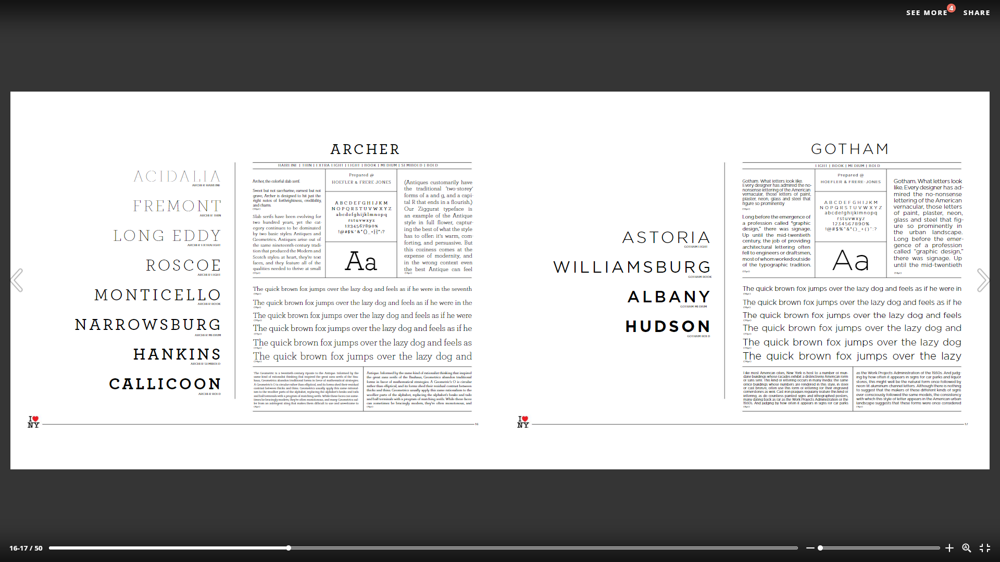 SEE MORE 4 SHARE
ARCHER
HAIRLINE | THIN | EXTRA LIGHT | LIGHT | BOOK | MEDIUM | SEMIBOLD | BOLD
ACIDALIA
ARCHER HAIRLINE
FREMONT
ARCHER THIN
LONG EDDY
ARCHER EXTRALIGHT
ROSCOE
ARCHER LIGHT
MONTICELLO
ARCHER BOOK
NARROWSBURG
ARCHER MEDIUM
HANKINS
ARCHER SEMIBOLD
CALLICOON
ARCHER BOLD
Archer, the colorful slab serif.
Sweet but not saccharine, earnest but not
grave, Archer is designed to hit just the
right notes of forthrightness, credibility,
and charm.
(10pt)
Slab serifs have been evolving for
two hundred years, yet the cat-
egory continues to be dominated
by two basic styles: Antiques and
Geometrics. Antiques arise out of
the same nineteenth-century tradi-
tion that produced the Modern and
Scotch styles: at heart, they're text
faces, and they feature all of the
qualities needed to thrive at small
(12pt)
Prepared @
HOEFLER & FRERE JONES
A B C D E F G H I J K M
N O P Q R S T U V W X Y Z
a b c d e f g h i j k l m n o p q
r s t u v w x y z
1 2 3 4 5 6 7 8 9 0 %
! @ # $ % ^ & * ( ) _ + { } " : ?
Aa
(Antiques customarily have
the traditional 'two-storey'
forms of a and g, and a capi-
tal R that ends in a flourish.)
Our Ziggurat typeface is
an example of the Antique
style in full flower, captur-
ing the best of what the style
has to offer: it's warm, com-
forting, and persuasive. But
this coziness comes at the
expense of modernity, and
in the wrong context even
the best Antique can feel
(14pt)
The quick brown fox jumps over the lazy dog and feels as if he were in the seventh
(16pt)
The quick brown fox jumps over the lazy dog and feels as if he were in the
(18pt)
The quick brown fox jumps over the lazy dog and feels as if he were
(20pt)
The quick brown fox jumps over the lazy dog and feels as if he
(22pt)
The quick brown fox jumps over the lazy dog and feels as
(24pt)
The quick brown fox jumps over the lazy dog and
(26pt)
The Geometric is a twentieth-century riposte to the Antique. Informed by the
same kind of rationalist thinking that inspired the great sans serifs of the Bau-
haus, Geometrics abandon traditional forms in favor of mathematical strategies.
A Geometric's O is circular rather than elliptical, and its forms shed their residual
contrast between thicks and thins. Geometrics usually apply this same rational-
ism to the woollier parts of the alphabet, replacing the alphabet's beaks and tails
and ball terminals with a program of matching serifs. While these faces can some-
times be bracingly modern, they're often monotonous, and many Geometrics suf-
fer from an astringent sting that makes them difficult to use and unwelcome to
(8pt)
Antique. Informed by the same kind of rationalist thinking that inspired
the great sans serifs of the Bauhaus, Geometrics abandon traditional
forms in favor of mathematical strategies. A Geometric's O is circular
rather than elliptical, and its forms shed their residual contrast between
thicks and thins. Geometrics usually apply this same rationalism to the
woollier parts of the alphabet, replacing the alphabet's beaks and tails
and ball terminals with a program of matching serifs. While these faces
can sometimes be bracingly modern, they're often monotonous, and
(9pt)
I NY
16
GOTHAM
LIGHT | BOOK | MEDIUM | BOLD
ASTORIA
GOTHAM LIGHT
WILLIAMSBURG
GOTHAM BOOK
ALBANY
GOTHAM MEDIUM
HUDSON
GOTHAM BOLD
Gotham. What letters look like.
Every designer has admired the no-
nonsense lettering of the American
vernacular, those letters of paint,
plaster, neon, glass and steel that
figure so prominently
(10pt)
Long before the emergence of
a profession called "graphic
design," there was signage.
Up until the mid-twentieth
century, the job of providing
architectural lettering often
fell to engineers or draftsmen,
most of whom worked outside
of the typographic tradition.
(12pt)
Prepared @
HOEFLER & FRERE-JONES
A B C D E F G H I J K M
N O P Q R S T U V W X Y Z
a b c d e f g h i j k l m n o p q
r s t u v w x y z
1 2 3 4 5 6 7 8 9 0 %
! @ # $ % ^ & * ( ) _ + { } " : ?
Aa
Gotham. What letters look
like. Every designer has ad-
mired the no-nonsense
lettering of the American
vernacular, those letters
of paint, plaster, neon,
glass and steel that fig-
ure so prominently in
the urban landscape.
Long before the emer-
gence of a profession
called "graphic design,"
there was signage. Up
until the mid-twentieth
(14pt)
The quick brown fox jumps over the lazy dog and feels as if he were in
(16pt)
The quick brown fox jumps over the lazy dog and feels as if he
(18pt)
The quick brown fox jumps over the lazy dog and feels
(20pt)
The quick brown fox jumps over the lazy dog and
(22pt)
The quick brown fox jumps over the lazy dog
(24pt)
The quick brown fox jumps over the lazy
(26pt)
Like most American cities, New York is host to a number of mun-
dane buildings whose facades exhibit a distinctively American form
of sans serif. This kind of lettering occurs in many media: the same
office buildings whose numbers are rendered in this style, in steel
or cast bronze, often use this form of lettering for their engraved
cornerstones as well. Cast iron plaques regularly feature this kind of
lettering, as do countless painted signs and lithographed posters,
many dating back as far as the Work Projects Administration of the
1930s. And judging by how often it appears in signs for car parks
(8pt)
as the Work Projects Administration of the 1930s. And judg-
ing by how often it appears in signs for car parks and liquor
stores, this might well be the natural form once followed by
neon-lit aluminum channel letters. Although there is nothing
to suggest that the makers of these different kinds of signs
ever consciously followed the same models, the consistency
with which this style of letter appears in the American urban
landscape suggests that these forms were once considered
(9pt)
I NY
17
16-17 / 50